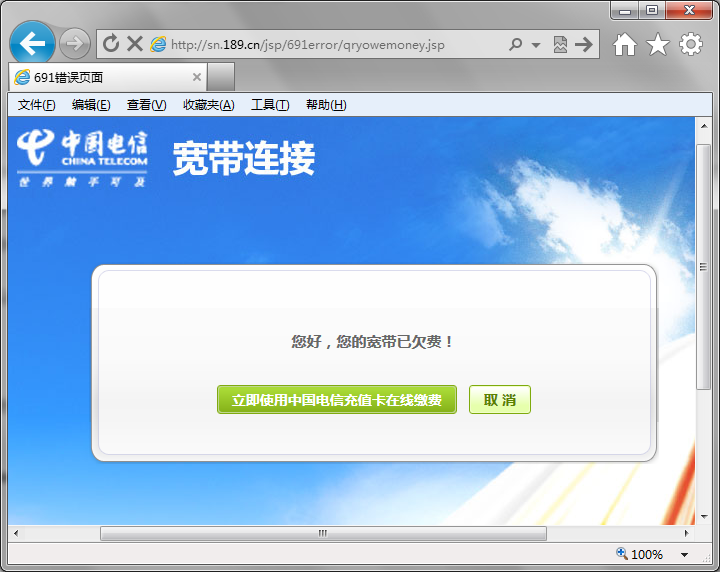 http://sn.189.cn/jsp/691error/qryowemoney.jsp
691错误页面
文件(F) 编辑(E) 查看(V) 收藏夹(A) 工具(T) 帮助(H)
中国电信
CHINA TELECOM
世界触手可及
宽带连接
您好，您的宽带已欠费！
立即使用中国电信充值卡在线缴费 取 消
100%